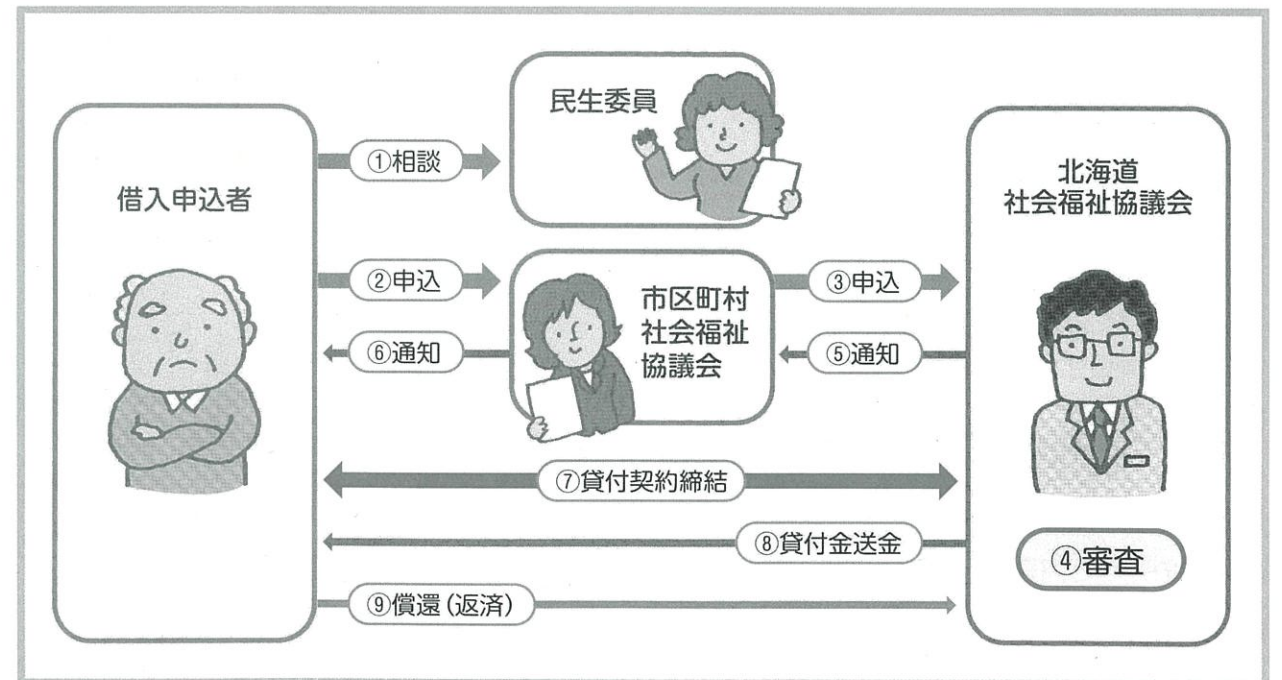 民生委員
①相談
借入申込者
北海道
社会福祉協議会
②申込
市区町村
社会福祉
協議会
③申込
⑥通知
⑤通知
⑦貸付契約締結
⑧貸付金送金
④審査
⑨償還(返済)